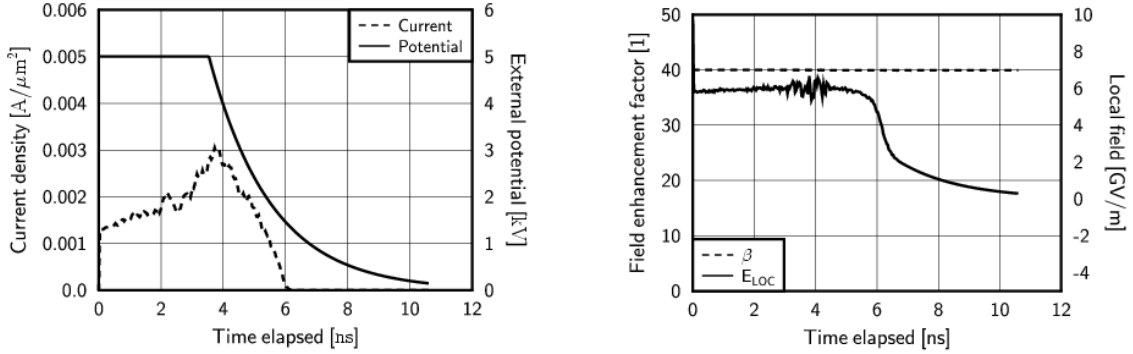 0.006
0.005
0.004
0.003
0.002
0.001
0.0
Current density [A/μm²]
0 2 4 6 8 10 12
Time elapsed [ns]
6
5
4
3
2
1
0
External potential [kV]
Current
Potential
50
40
30
20
10
0
Field enhancement factor [1]
0 2 4 6 8 10 12
Time elapsed [ns]
10
8
6
4
2
0
−2
−4
Local field [GV/m]
β
E_LOC